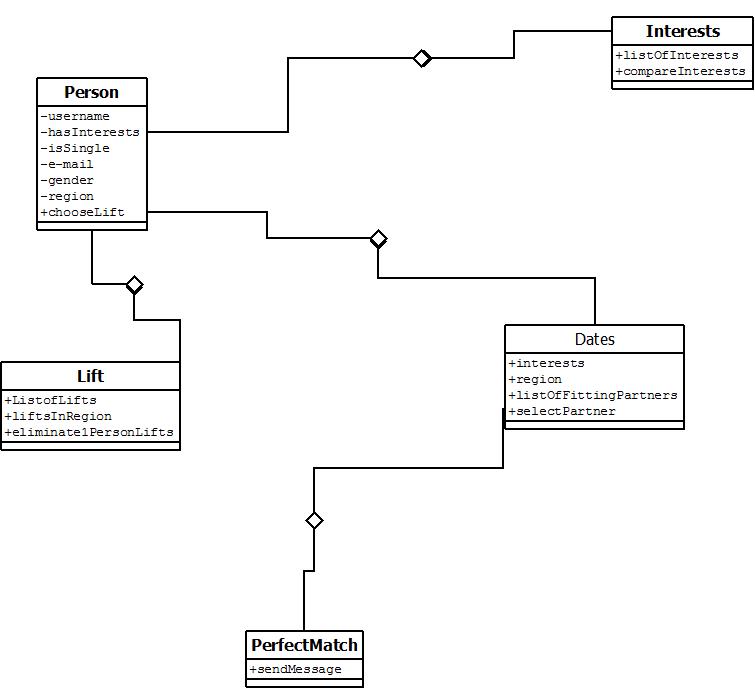 Interests
+listOfInterests
+compareInterests
Person
-username
-hasInterests
-isSingle
-e-mail
-gender
-region
+chooseLift
Dates
+interests
+region
+listOfFittingPartners
+selectPartner
Lift
+ListofLifts
+liftsInRegion
+eliminate1PersonLifts
PerfectMatch
+sendMessage